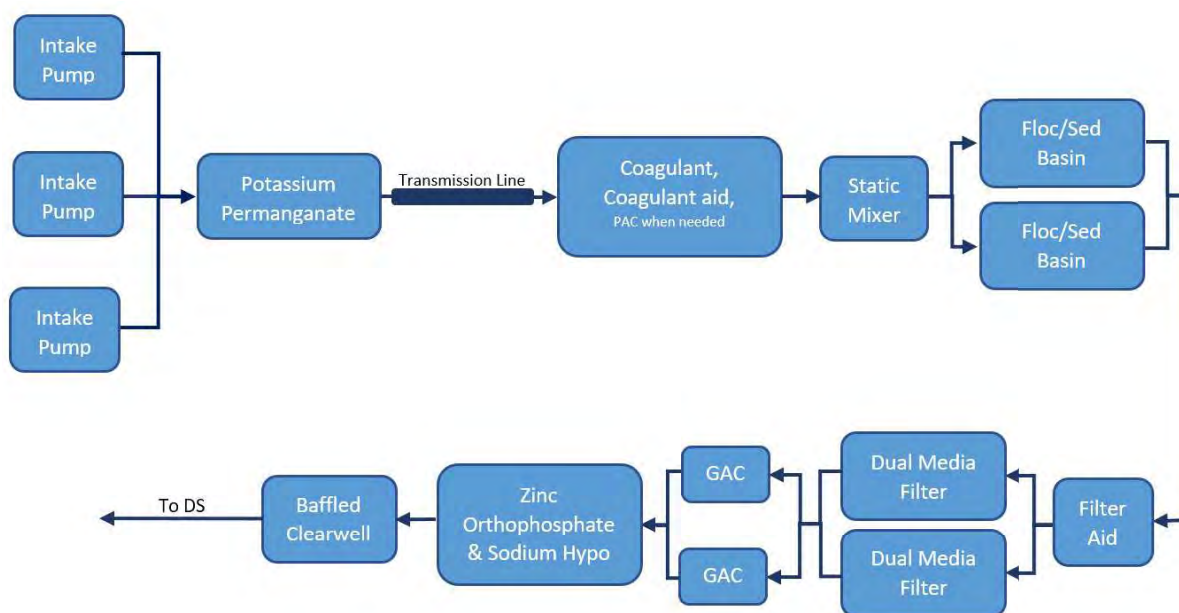 Intake
Pump
Intake
Pump
Intake
Pump
Potassium
Permanganate
Transmission Line
Coagulant,
Coagulant aid,
PAC when needed
Static
Mixer
Floc/Sed
Basin
Floc/Sed
Basin
Filter
Aid
Dual Media
Filter
Dual Media
Filter
GAC
GAC
Zinc
Orthophosphate
& Sodium Hypo
Baffled
Clearwell
To DS